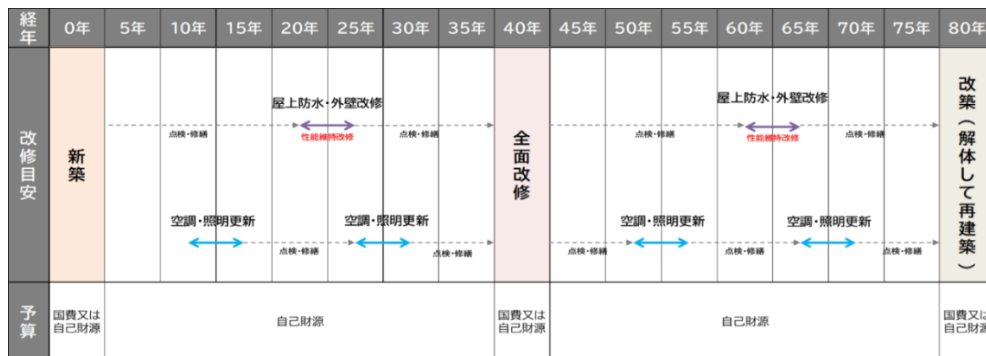 経年 0年 5年 10年 15年 20年 25年 30年 35年 40年 45年 50年 55年 60年 65年 70年 75年 80年
改修目安
新築
屋上防水・外壁改修
点検・修繕
性能維持改修
点検・修繕
空調・照明更新
空調・照明更新
点検・修繕
点検・修繕
全面改修
屋上防水・外壁改修
点検・修繕
性能維持改修
点検・修繕
空調・照明更新
空調・照明更新
点検・修繕
点検・修繕
点検・修繕
改築（解体して再建築）
予算
国費又は
自己財源
自己財源
国費又は
自己財源
自己財源
国費又は
自己財源